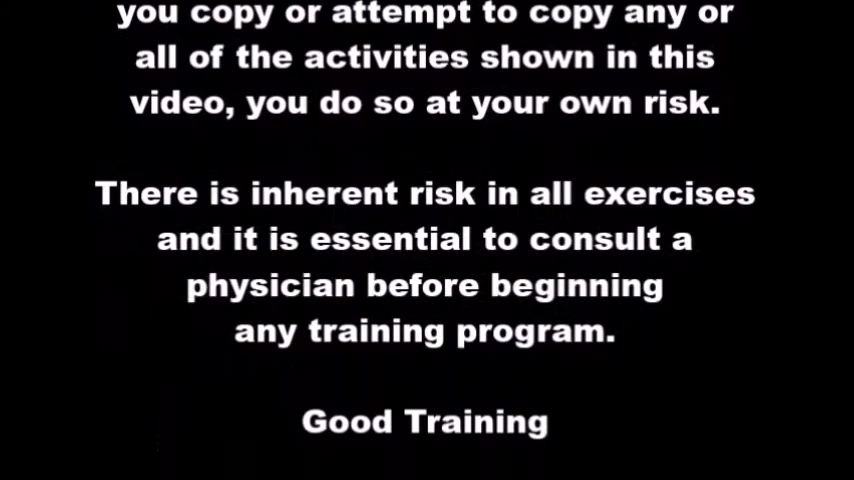 you copy or attempt to copy any or
all of the activities shown in this
video, you do so at your own risk.
There is inherent risk in all exercises
and it is essential to consult a
physician before beginning
any training program.
Good Training